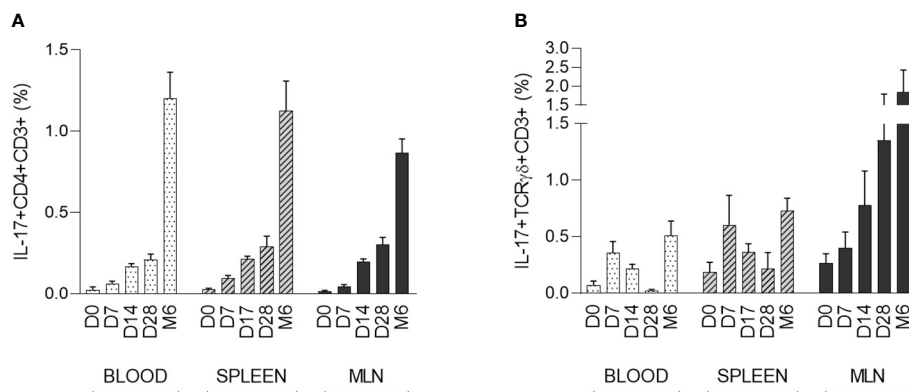 A
IL-17+CD4+CD3+ (%)
1.5
1.0
0.5
0.0
D0 D7 D14 D28 M6 D0 D7 D17 D28 M6 D0 D7 D14 D28 M6
BLOOD SPLEEN MLN
B
IL-17+TCRγδ+CD3+ (%)
3.0
2.5
2.0
1.5
1.5
1.0
0.5
0.0
D0 D7 D14 D28 M6 D0 D7 D17 D28 M6 D0 D7 D14 D28 M6
BLOOD SPLEEN MLN